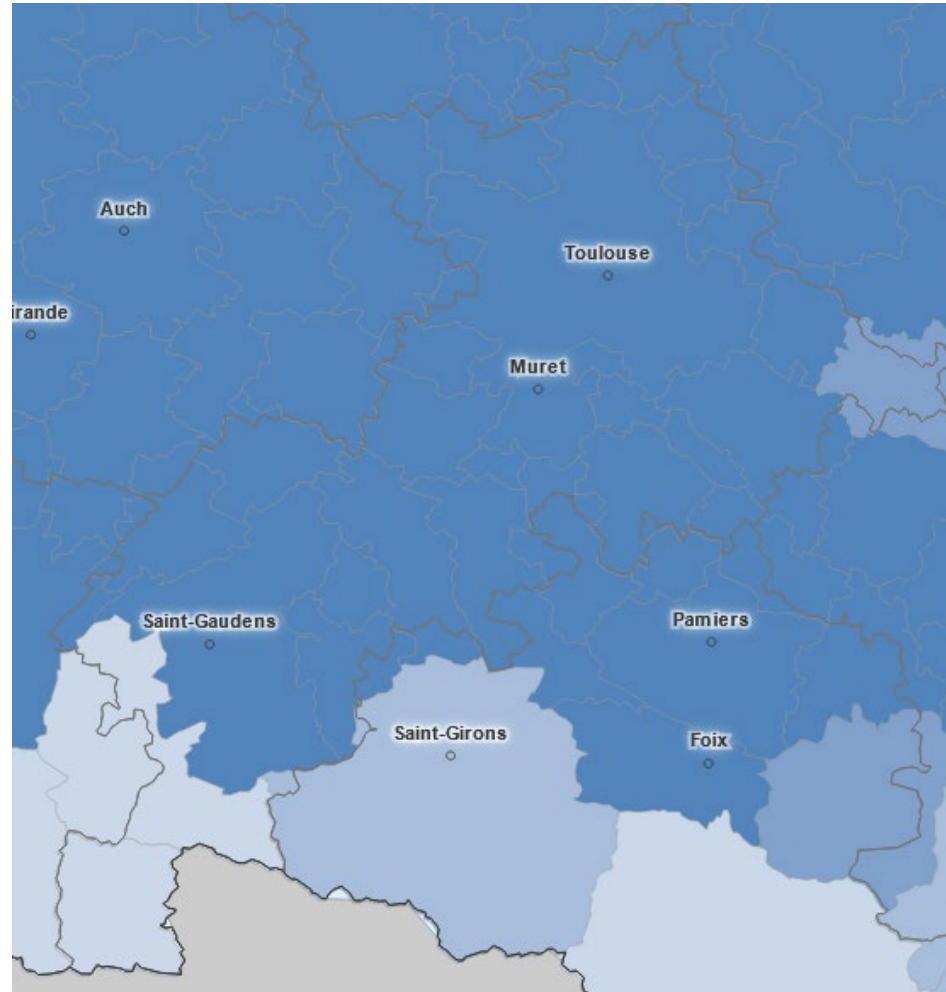 Auch
Toulouse
irande
Muret
Saint-Gaudens
Pamiers
Saint-Girons
Foix